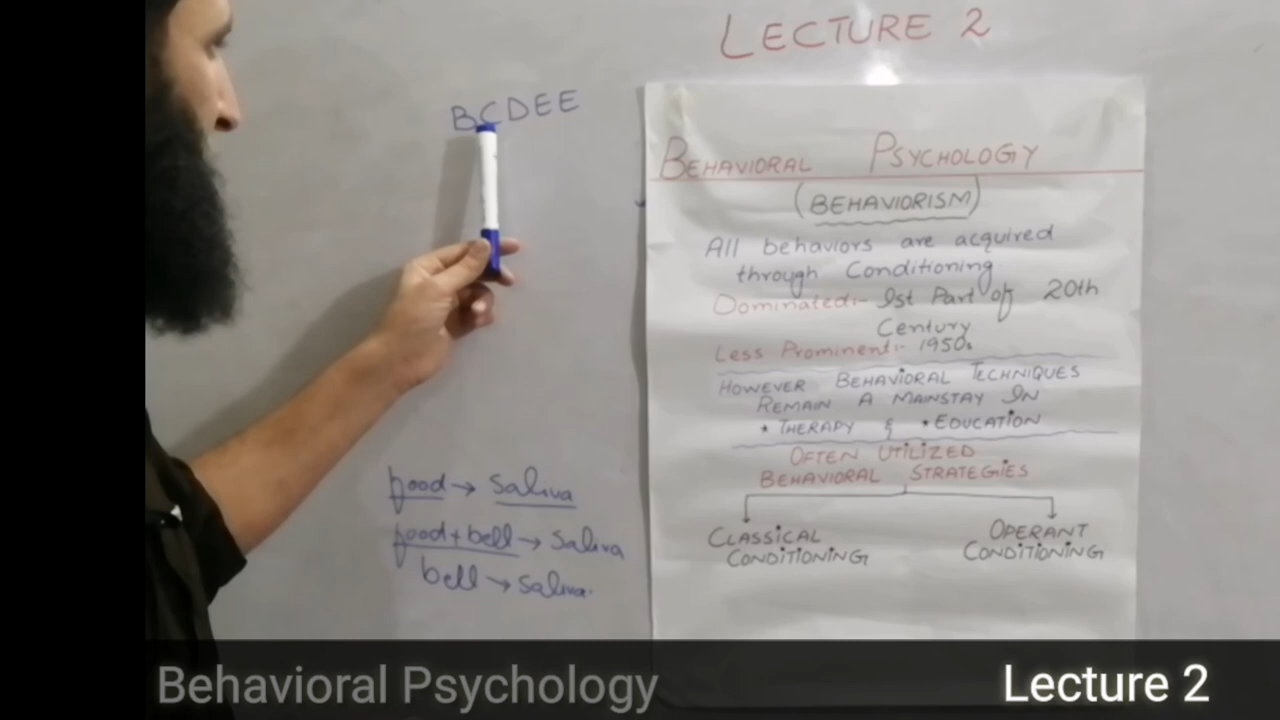 LECTURE 2
BCDEE
BEHAVIORAL PSYCHOLOGY
(BEHAVIORISM)
All behaviors are acquired
through Conditioning
Dominated:- 1st Part of 20th
Century
Less Prominent:- 1950s
HOWEVER BEHAVIORAL TECHNIQUES
REMAIN A MAINSTAY IN
* THERAPY & * EDUCATION
OFTEN UTILIZED
BEHAVIORAL STRATEGIES
CLASSICAL
CONDITIONING
OPERANT
CONDITIONING
food → Saliva
food + bell → Saliva
bell → Saliva.
Behavioral Psychology
Lecture 2